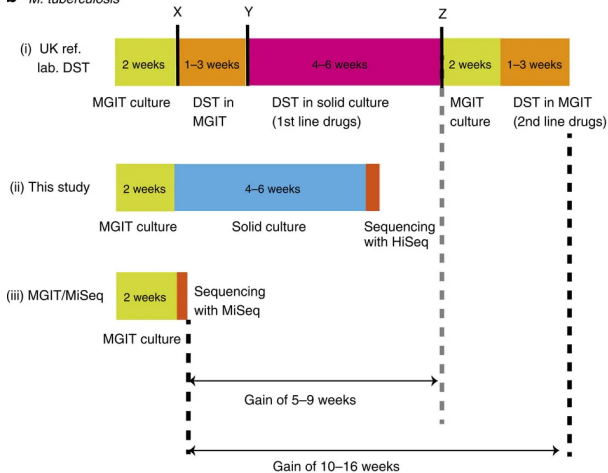 b M. tuberculosis
X Y Z
(i) UK ref.
lab. DST
2 weeks 1–3 weeks 4–6 weeks 2 weeks 1–3 weeks
MGIT culture DST in
MGIT
DST in solid culture
(1st line drugs)
MGIT
culture
DST in MGIT
(2nd line drugs)
(ii) This study
2 weeks 4–6 weeks
MGIT culture Solid culture Sequencing
with HiSeq
(iii) MGIT/MiSeq
2 weeks Sequencing
with MiSeq
MGIT culture
Gain of 5–9 weeks
Gain of 10–16 weeks